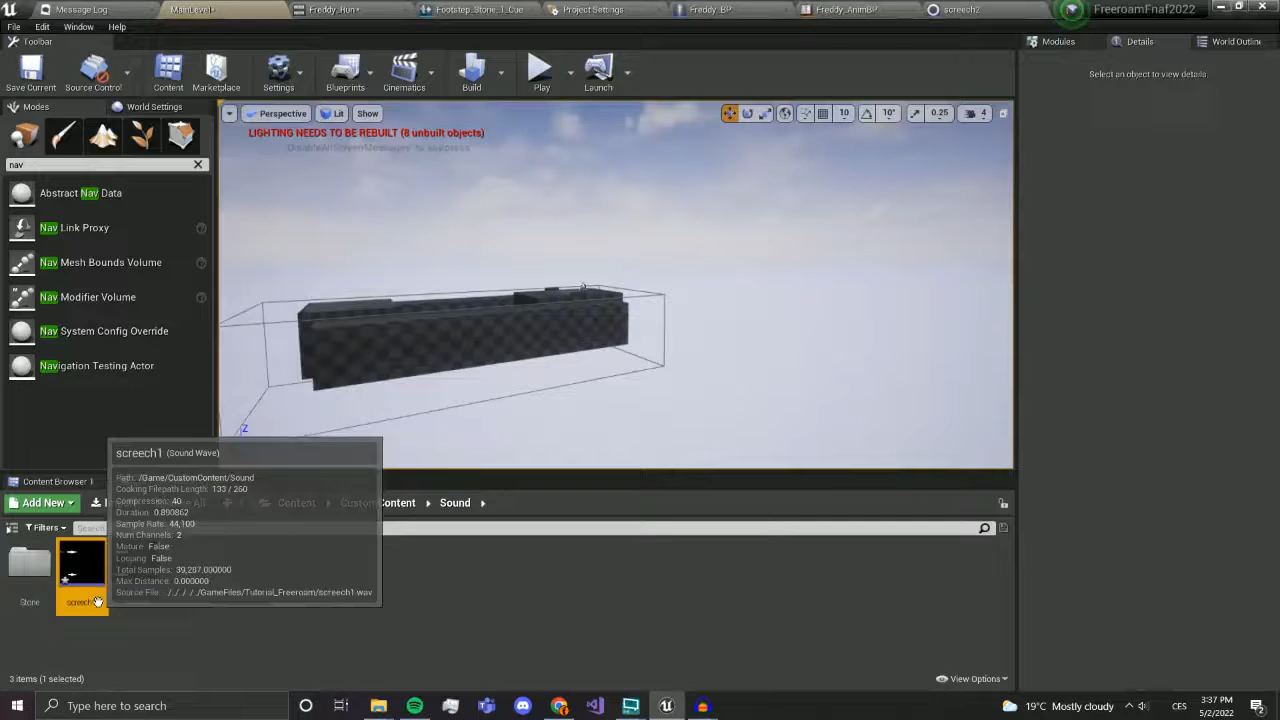 Message Log
MainLevel*
Freddy_Run*
Footstep_Stone_1_Cue
Project Settings
Freddy_BP
Freddy_AnimBP
screech2
FreeroamFnaf2022
File Edit Window Help
Toolbar
Modules
Details
World Outline
Save Current
Source Control
Content
Marketplace
Settings
Blueprints
Cinematics
Build
Play
Launch
Select an object to view details.
Modes
World Settings
Perspective
Lit
Show
10
10°
0.25
4
LIGHTING NEEDS TO BE REBUILT (8 unbuilt objects)
'DisableAllScreenMessages' to suppress
nav
Abstract Nav Data
Nav Link Proxy
Nav Mesh Bounds Volume
Nav Modifier Volume
Nav System Config Override
Navigation Testing Actor
Z
screech1 (Sound Wave)
Path: /Game/CustomContent/Sound
Cooking Filepath Length: 133 / 260
Compression: 40
Duration: 0.890862
Sample Rate: 44,100
Num Channels: 2
Mature: False
Looping: False
Total Samples: 39,287.000000
Max Distance: 0.000000
Source File: ././././GameFiles/Tutorial_Freeroam/screech1.wav
Content Browser 1
Add New
Content
CustomContent
Sound
Filters
Stone
3 items (1 selected)
View Options
Type here to search
19°C Mostly cloudy
CES
3:37 PM
5/2/2022